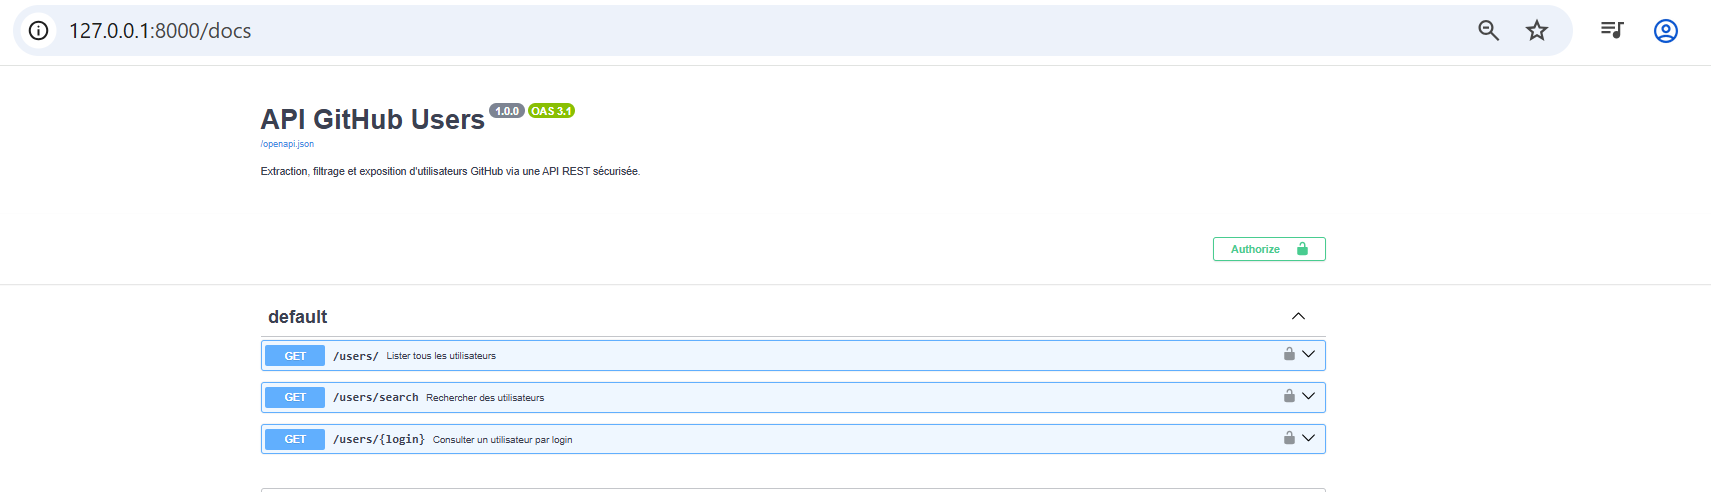 127.0.0.1:8000/docs
API GitHub Users 1.0.0 OAS 3.1
/openapi.json
Extraction, filtrage et exposition d'utilisateurs GitHub via une API REST sécurisée.
Authorize
default
GET /users/ Lister tous les utilisateurs
GET /users/search Rechercher des utilisateurs
GET /users/{login} Consulter un utilisateur par login